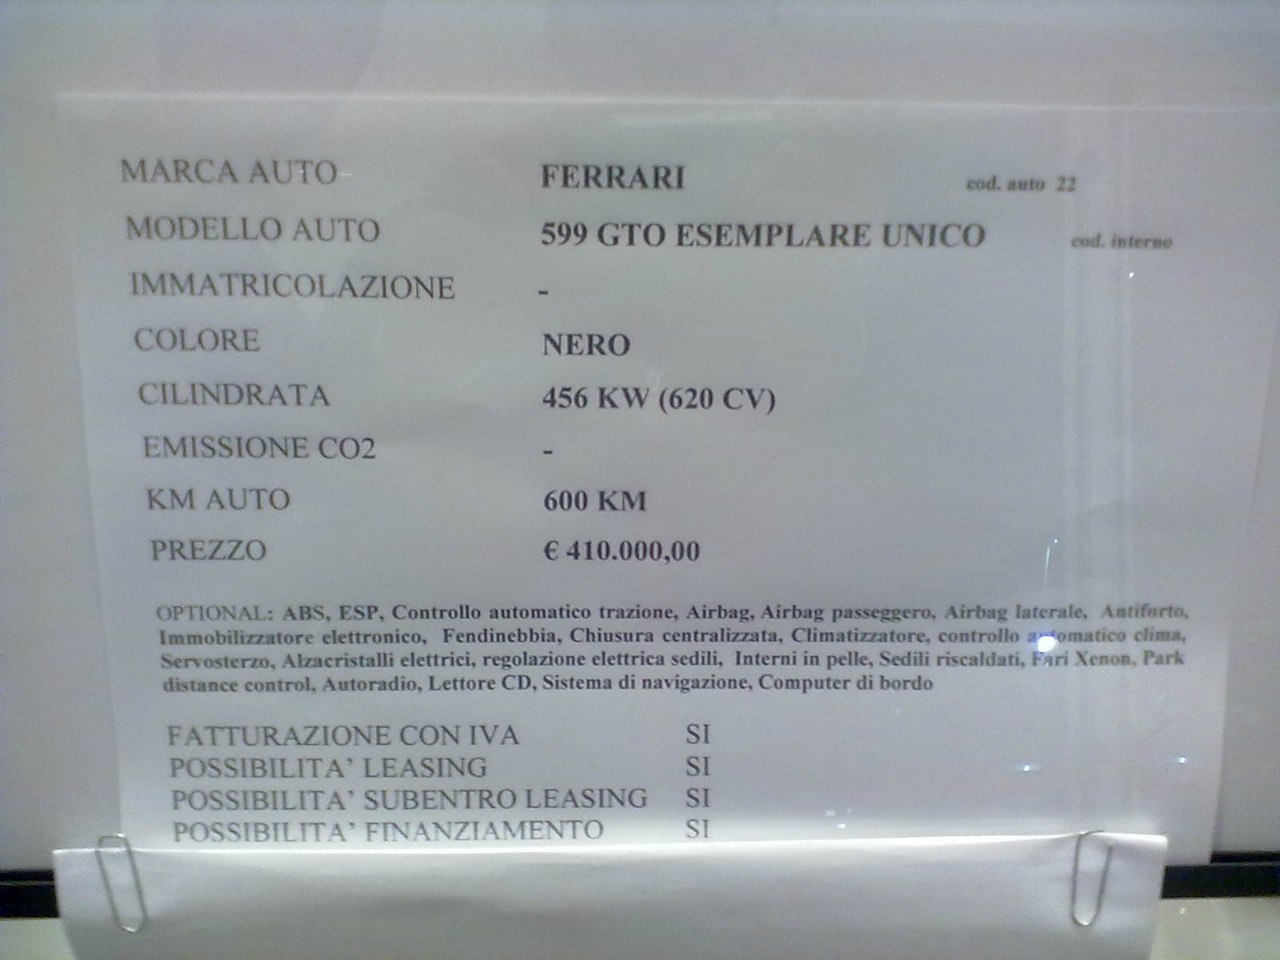 MARCA AUTO FERRARI cod. auto 22
MODELLO AUTO 599 GTO ESEMPLARE UNICO cod. interno
IMMATRICOLAZIONE -
COLORE NERO
CILINDRATA 456 KW (620 CV)
EMISSIONE CO2 -
KM AUTO 600 KM
PREZZO € 410.000,00
OPTIONAL: ABS, ESP, Controllo automatico trazione, Airbag, Airbag passeggero, Airbag laterale, Antifurto,
Immobilizzatore elettronico, Fendinebbia, Chiusura centralizzata, Climatizzatore, controllo automatico clima,
Servosterzo, Alzacristalli elettrici, regolazione elettrica sedili, Interni in pelle, Sedili riscaldati, Fari Xenon, Park
distance control, Autoradio, Lettore CD, Sistema di navigazione, Computer di bordo
FATTURAZIONE CON IVA SI
POSSIBILITA' LEASING SI
POSSIBILITA' SUBENTRO LEASING SI
POSSIBILITA' FINANZIAMENTO SI